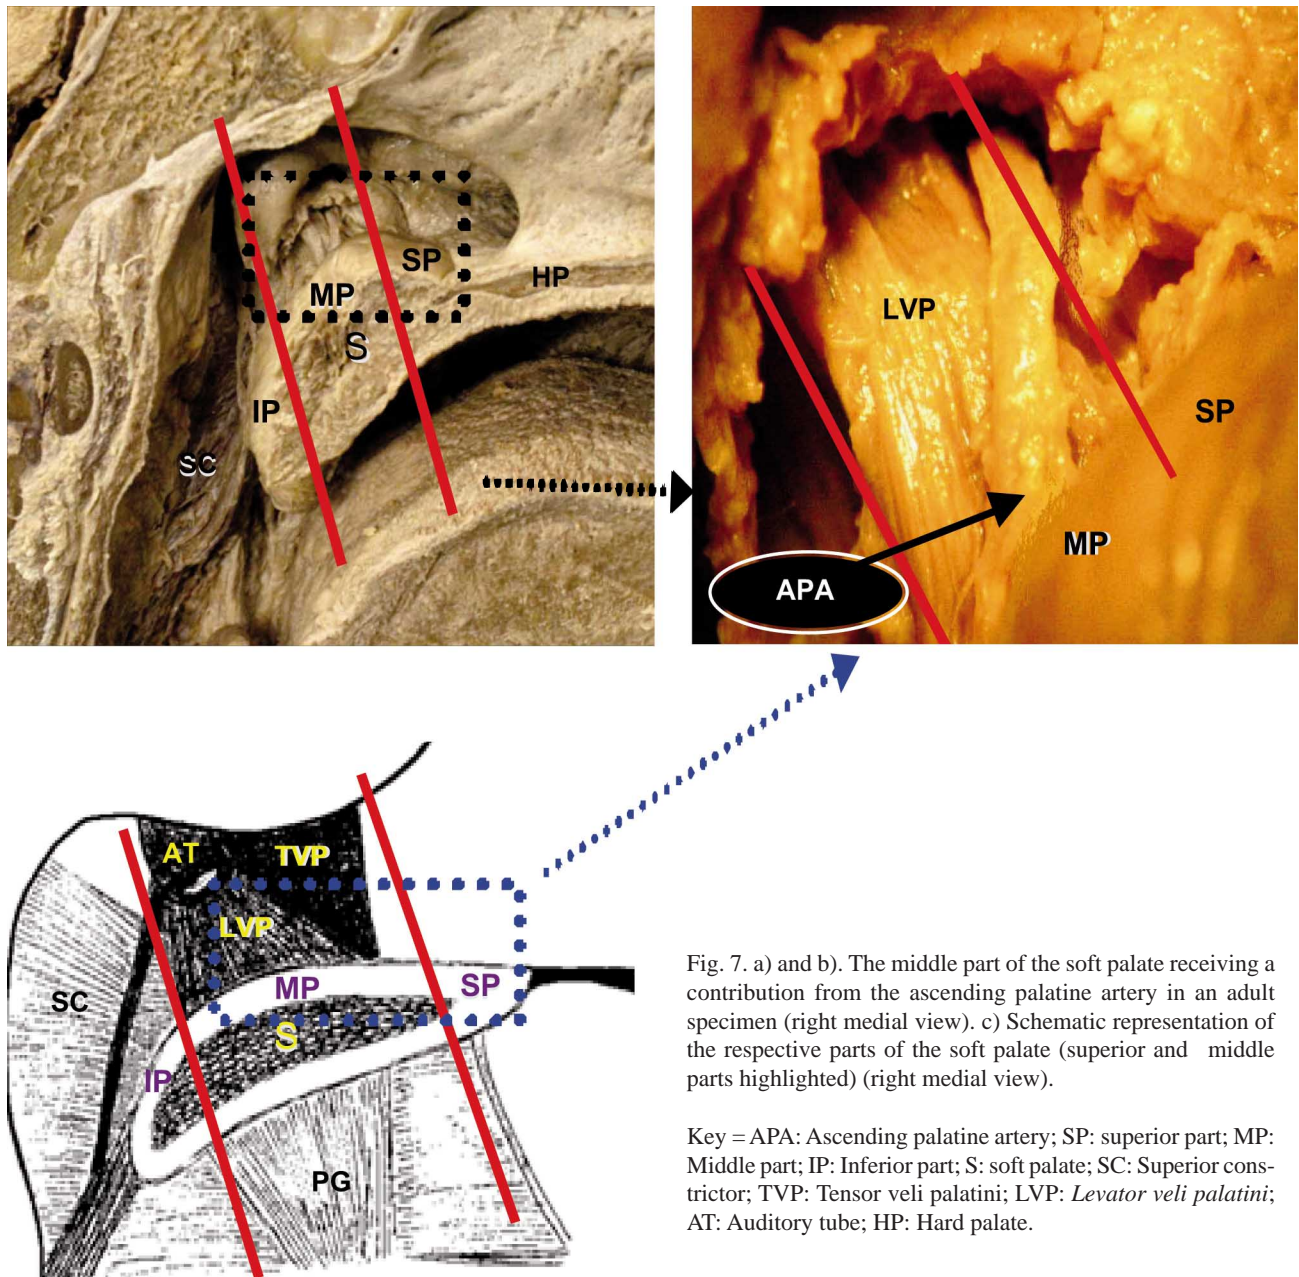 SP
HP
MP
S
IP
SC
LVP
SP
MP
APA
AT
TVP
LVP
SC
MP
SP
S
IP
PG
Fig. 7. a) and b). The middle part of the soft palate receiving a
contribution from the ascending palatine artery in an adult
specimen (right medial view). c) Schematic representation of
the respective parts of the soft palate (superior and middle
parts highlighted) (right medial view).
Key = APA: Ascending palatine artery; SP: superior part; MP:
Middle part; IP: Inferior part; S: soft palate; SC: Superior cons-
trictor; TVP: Tensor veli palatini; LVP: Levator veli palatini;
AT: Auditory tube; HP: Hard palate.